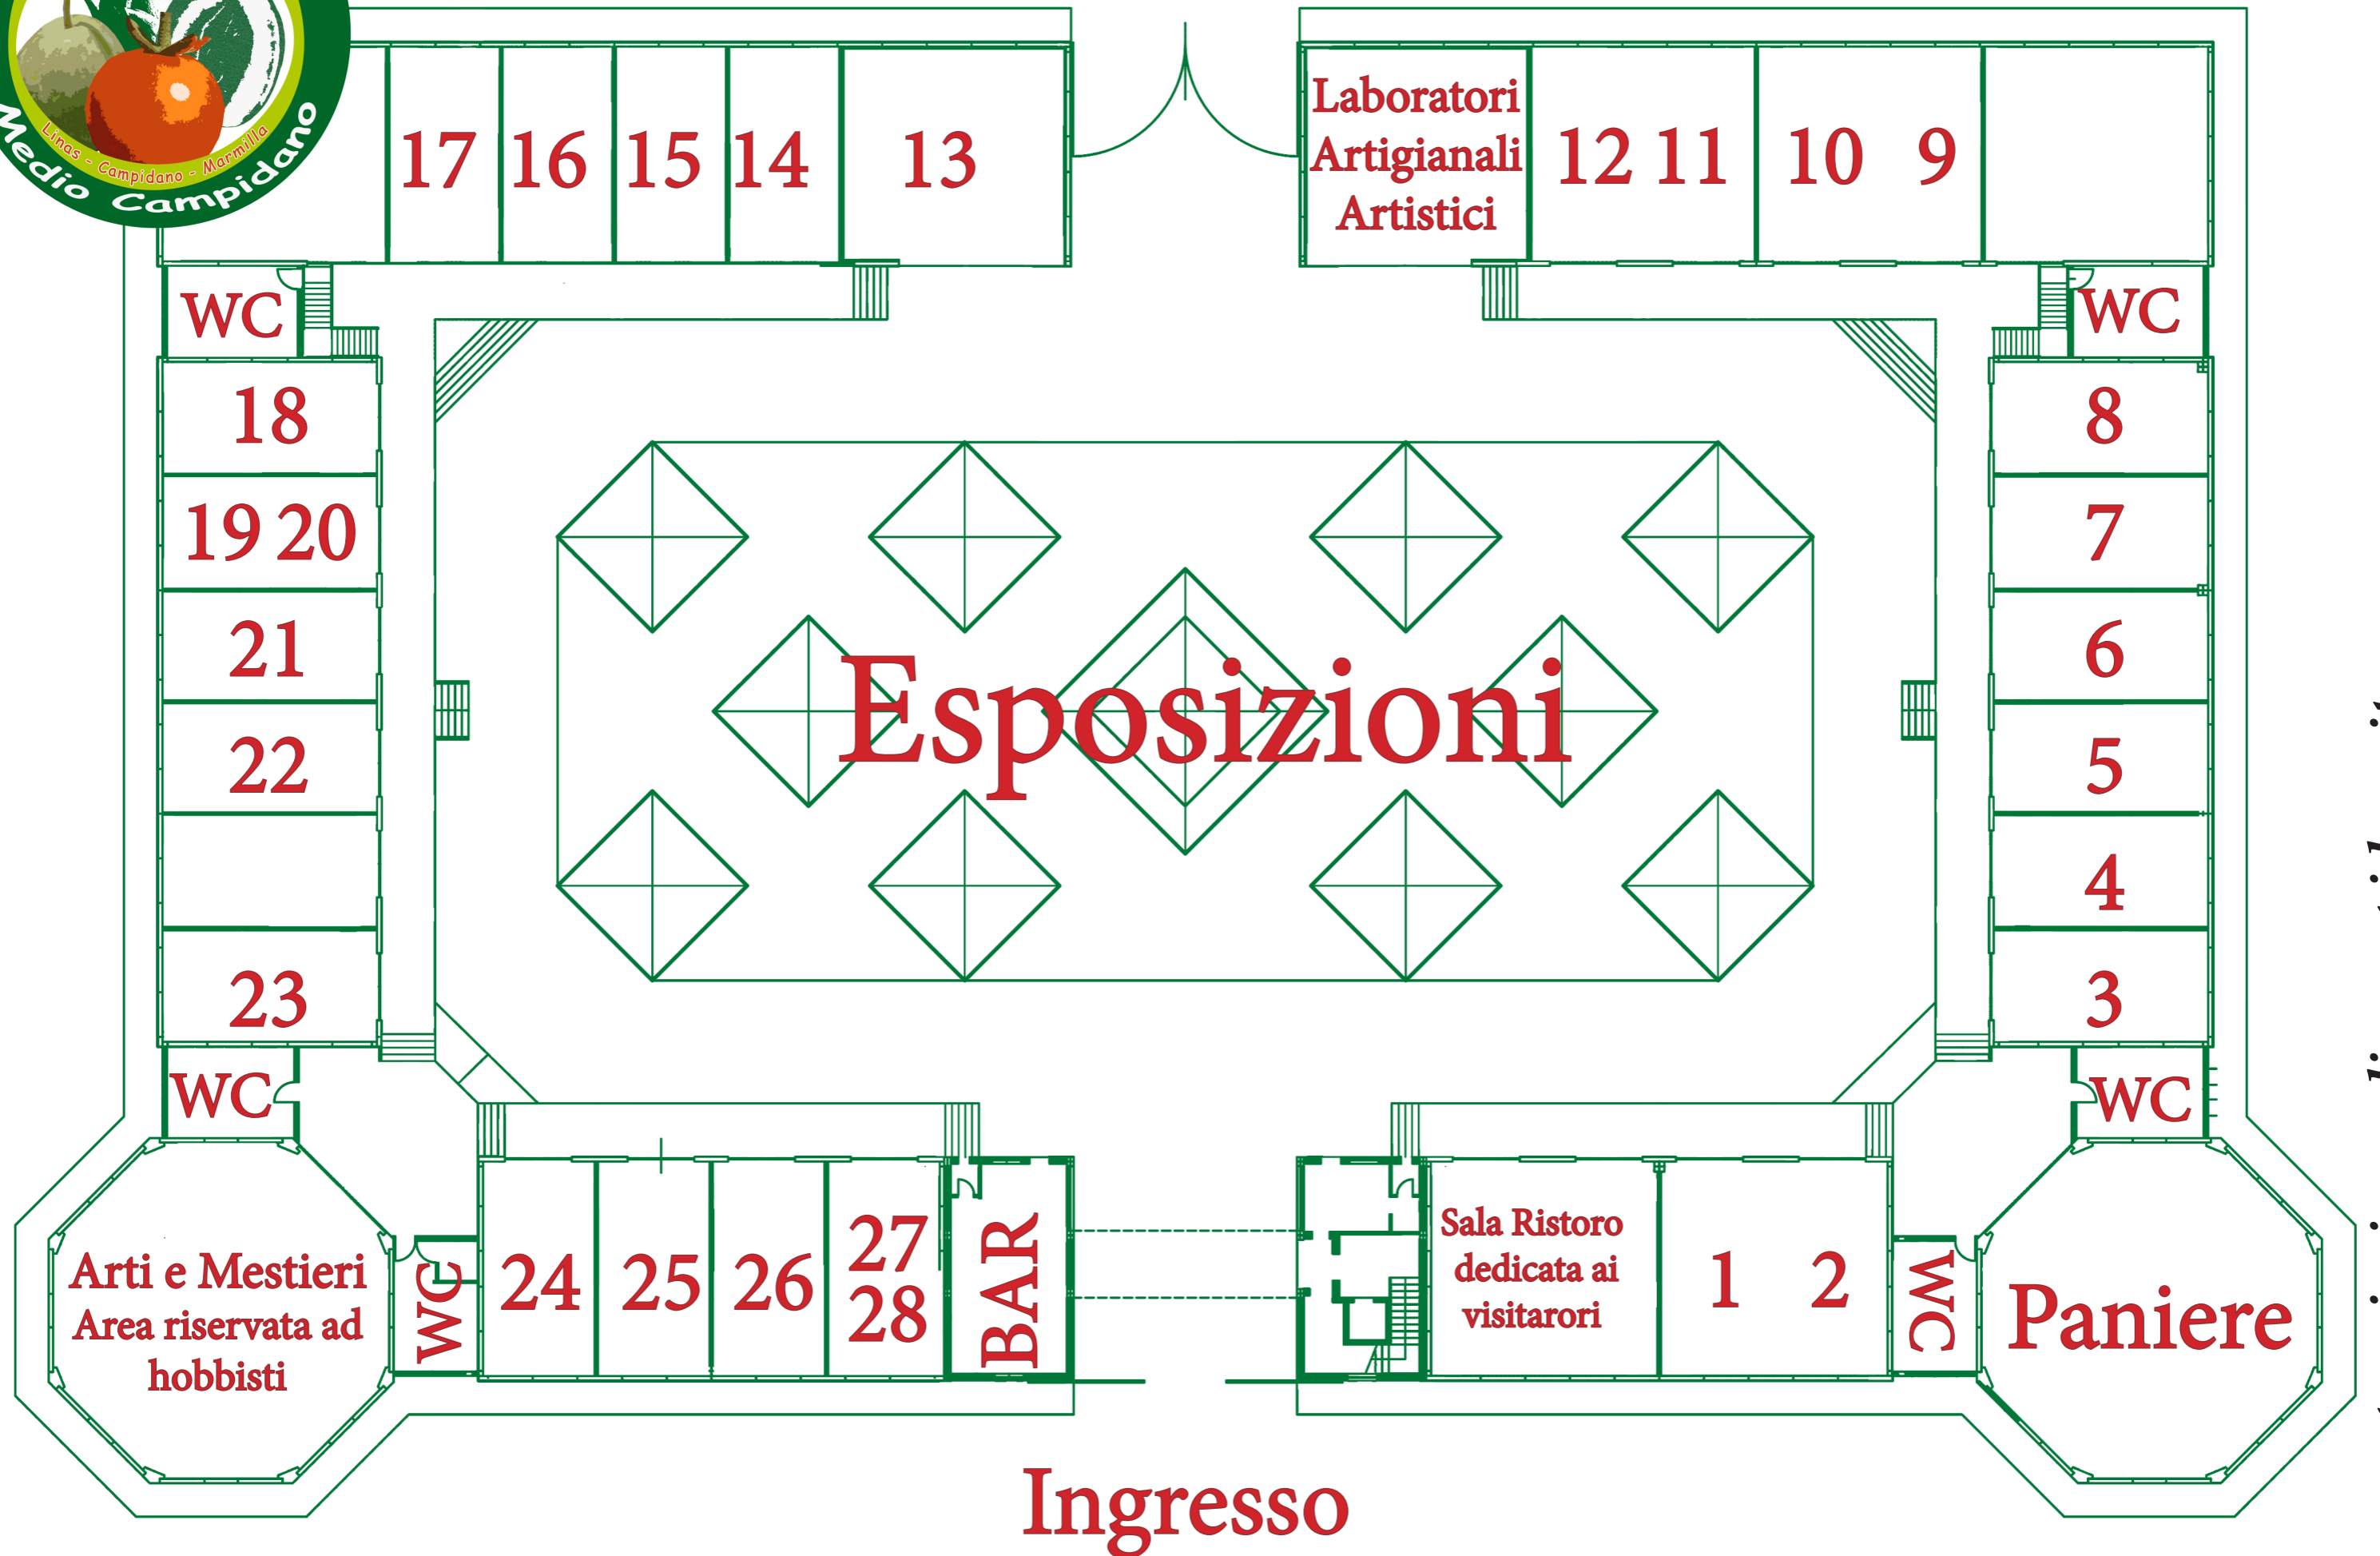 Linas - Campidano - Marmilla
Medio Campidano
17 16 15 14 13
Laboratori
Artigianali
Artistici
12 11 10 9
WC
WC
18
19 20
21
22
23
WC
8
7
6
5
4
3
WC
Esposizioni
Arti e Mestieri
Area riservata ad
hobbisti
WC
24 25 26
27
28
BAR
Sala Ristoro
dedicata ai
visitarori
1 2
WC
Paniere
Ingresso